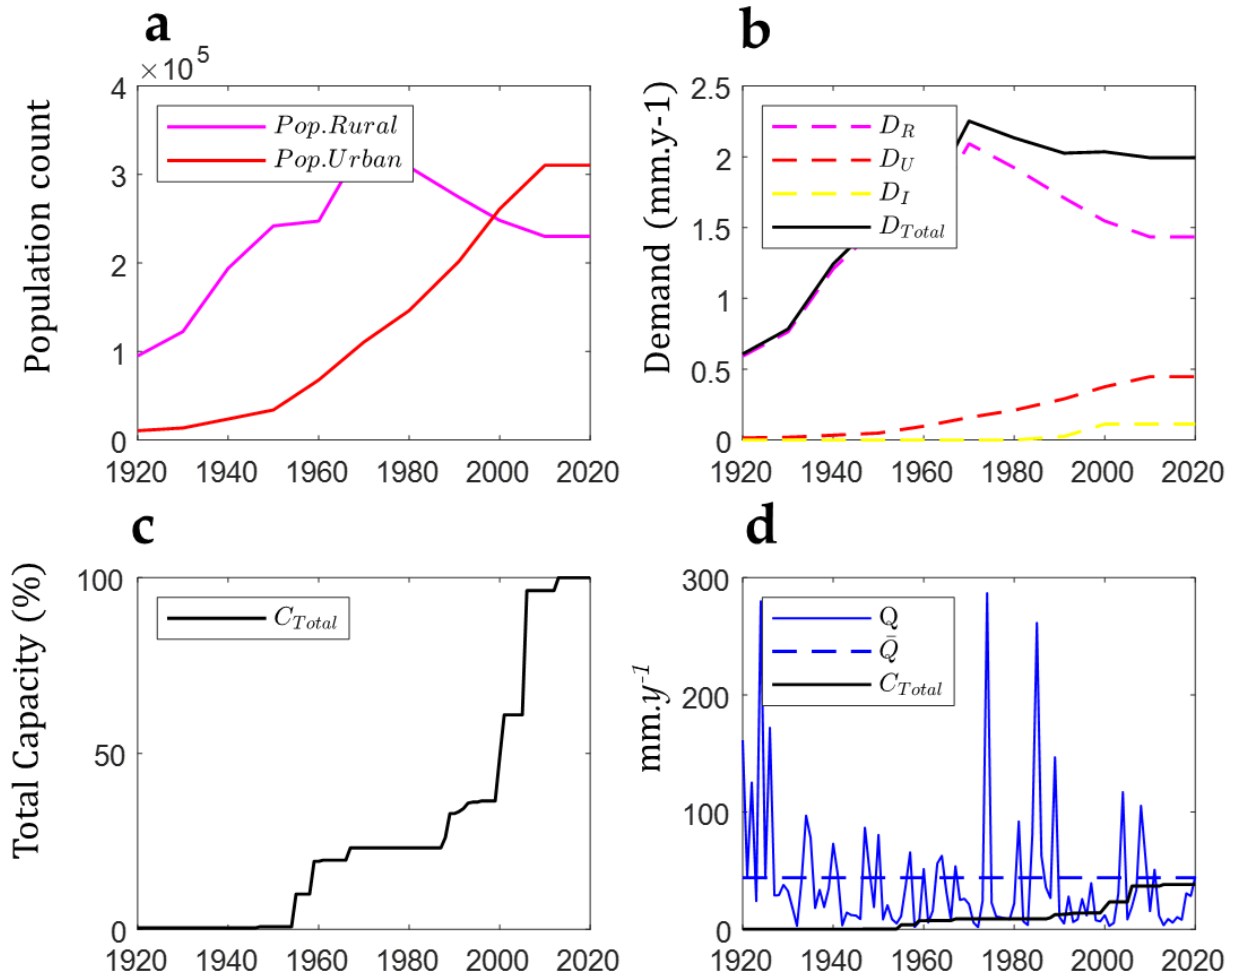 a
×10⁵
Population count
4
3
2
1
0
Pop.Rural
Pop.Urban
1920 1940 1960 1980 2000 2020
b
Demand (mm.y-1)
2.5
2
1.5
1
0.5
0
D_R
D_U
D_I
D_Total
1920 1940 1960 1980 2000 2020
c
Total Capacity (%)
100
50
0
C_Total
1920 1940 1960 1980 2000 2020
d
mm.y⁻¹
300
200
100
0
Q
Q̄
C_Total
1920 1940 1960 1980 2000 2020